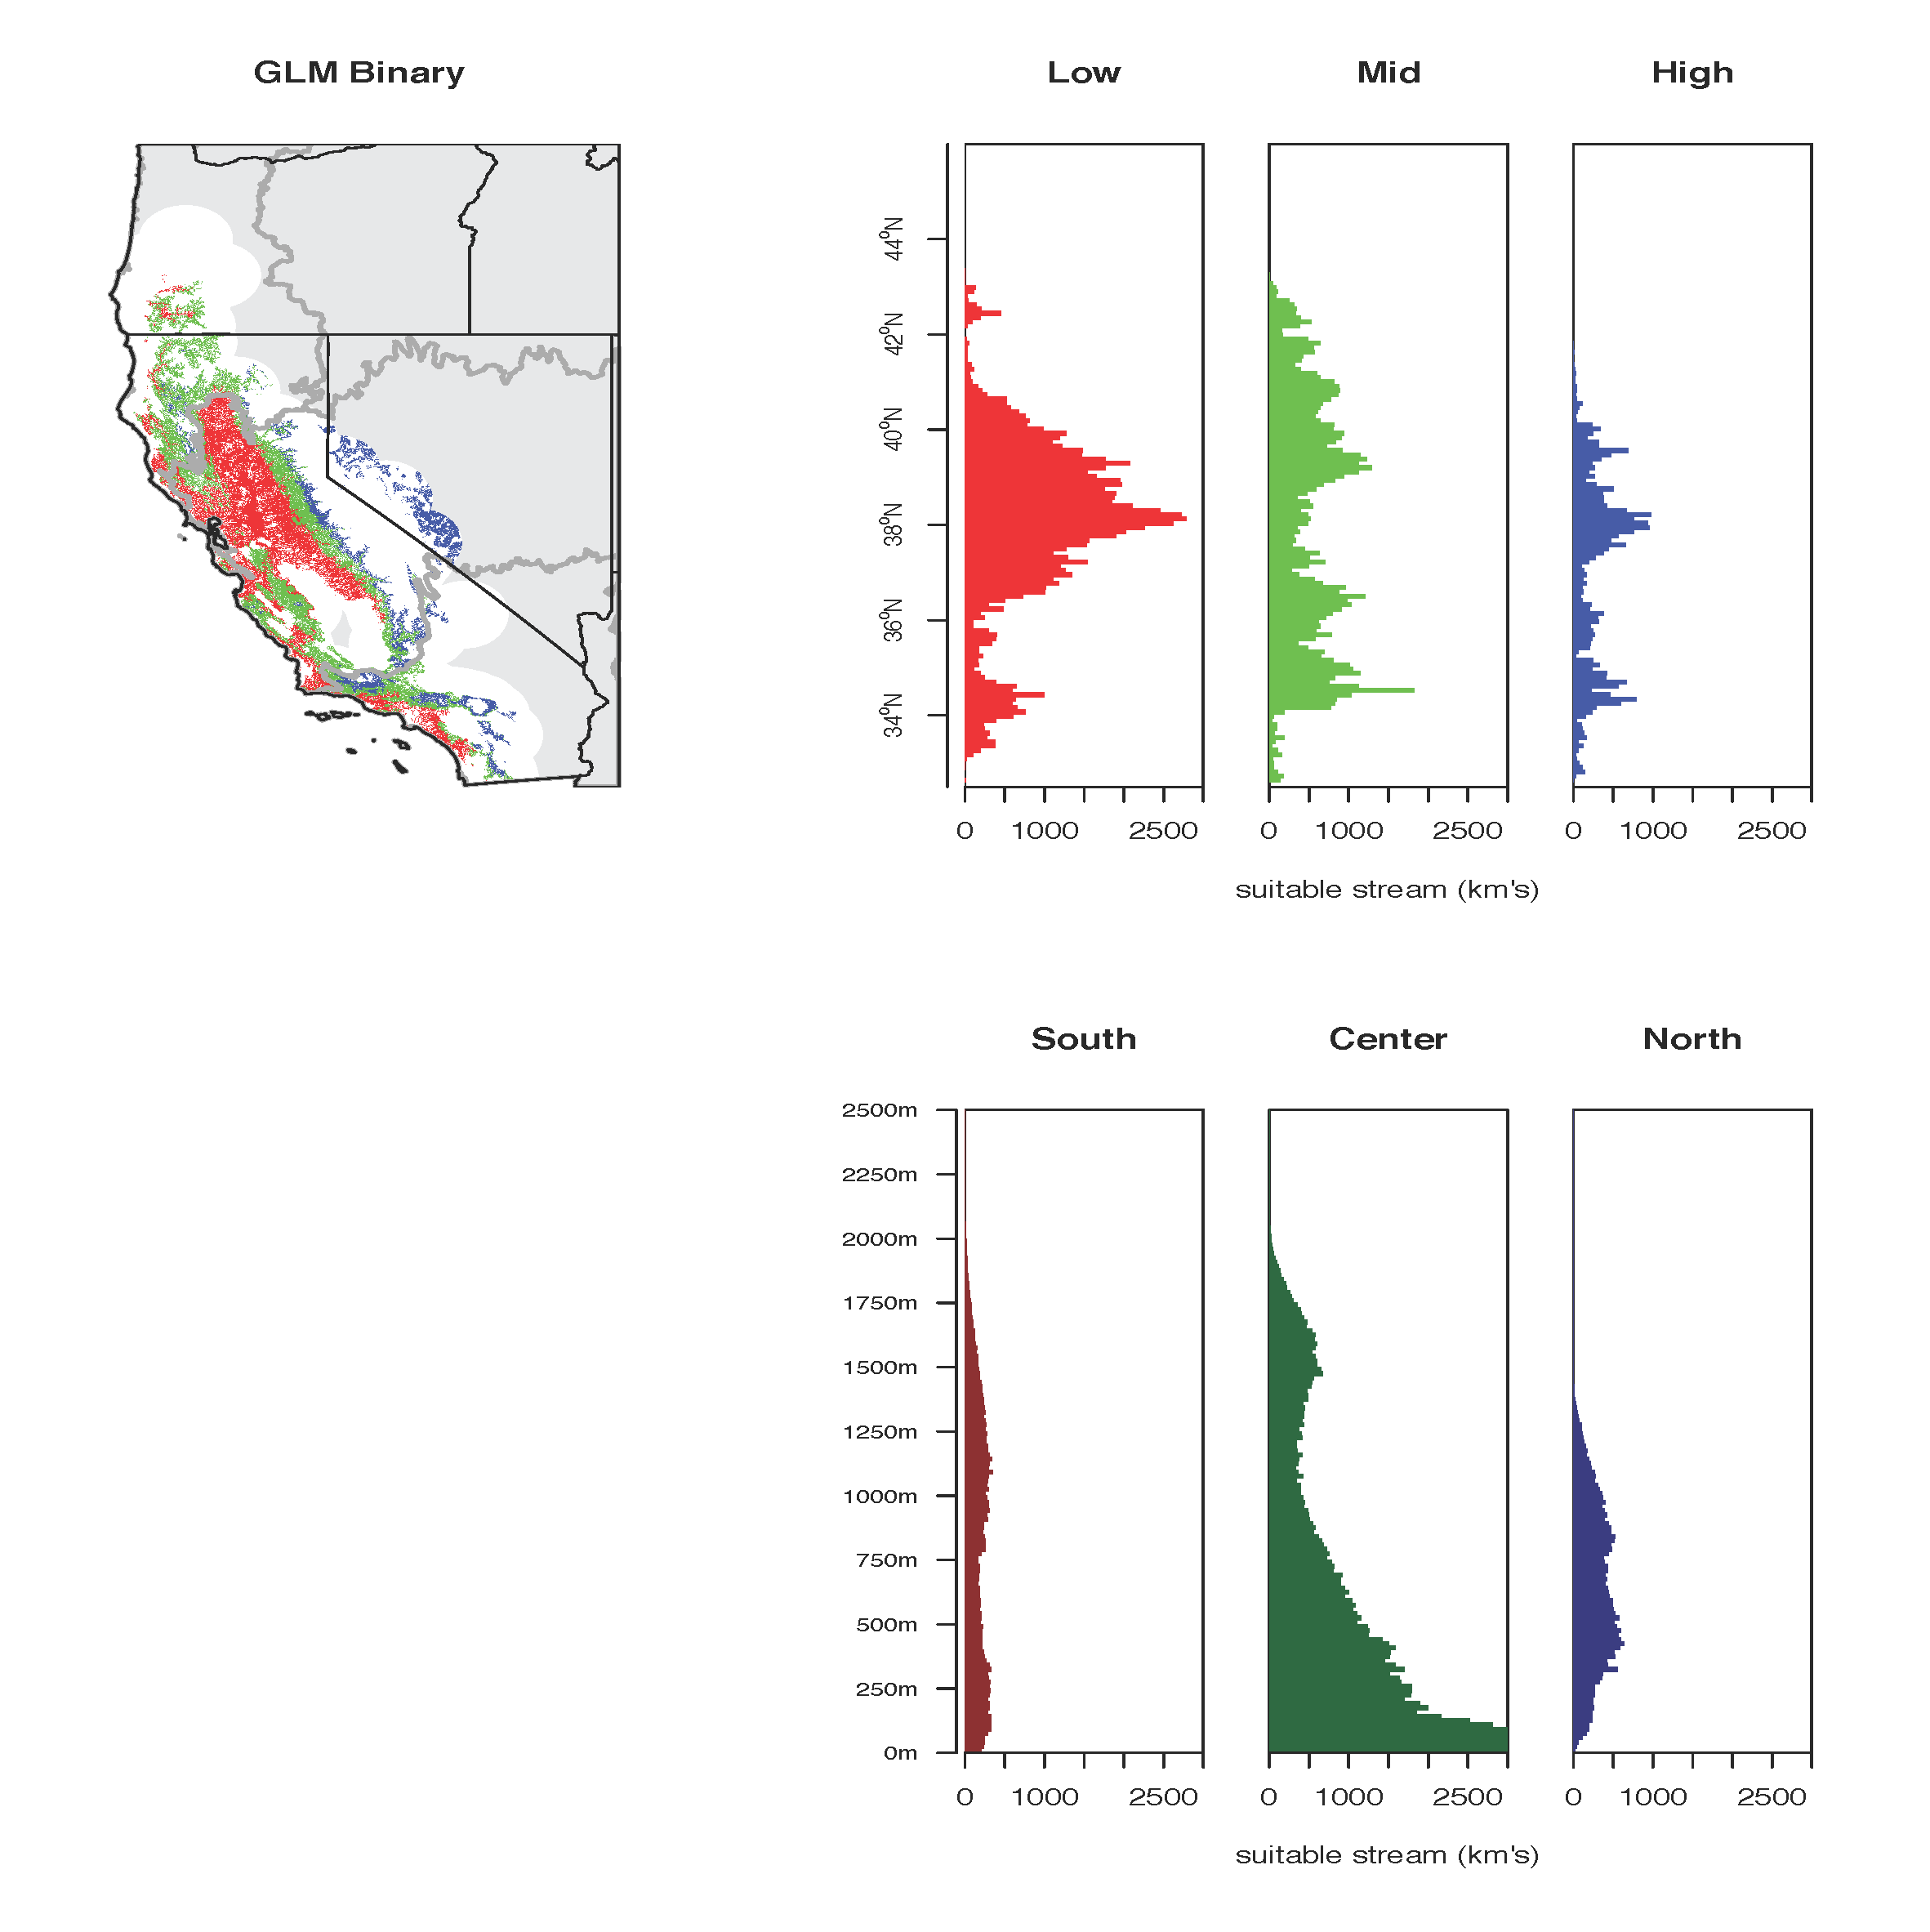 GLM Binary
Low Mid High
44°N
42°N
40°N
38°N
36°N
34°N
0 1000 2500 0 1000 2500 0 1000 2500
suitable stream (km's)
South Center North
2500m
2250m
2000m
1750m
1500m
1250m
1000m
750m
500m
250m
0m
0 1000 2500 0 1000 2500 0 1000 2500
suitable stream (km's)